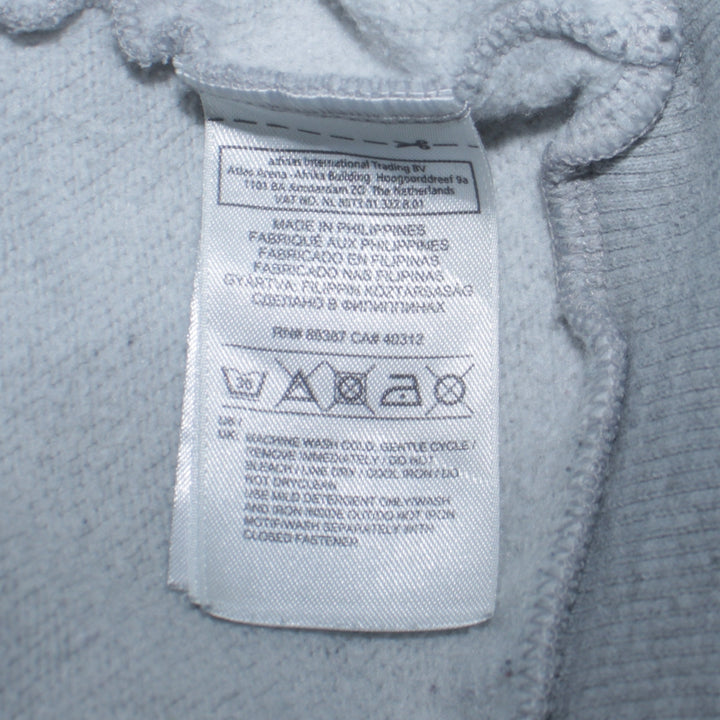 adidas International Trading BV
Atlas Arena - Afrika Building, Hoogoorddreef 9a
1101 BA Amsterdam ZO The Netherlands
VAT NO. NL 8073.01.327.B.01
MADE IN PHILIPPINES
FABRIQUÉ AUX PHILIPPINES
FABRICADO EN FILIPINAS
FABRICADO NAS FILIPINAS
GYÁRTVA: FILIPPIN KÖZTÁRSASÁG
СДЕЛАНО В ФИЛИППИНАХ
RN# 88387 CA# 40312
30
US /
UK:
MACHINE WASH COLD, GENTLE CYCLE /
REMOVE IMMEDIATELY / DO NOT
BLEACH / LINE DRY / COOL IRON / DO
NOT DRYCLEAN
USE MILD DETERGENT ONLY/WASH
AND IRON INSIDE OUT/DO NOT IRON
MOTIF/WASH SEPARATELY WITH
CLOSED FASTENER